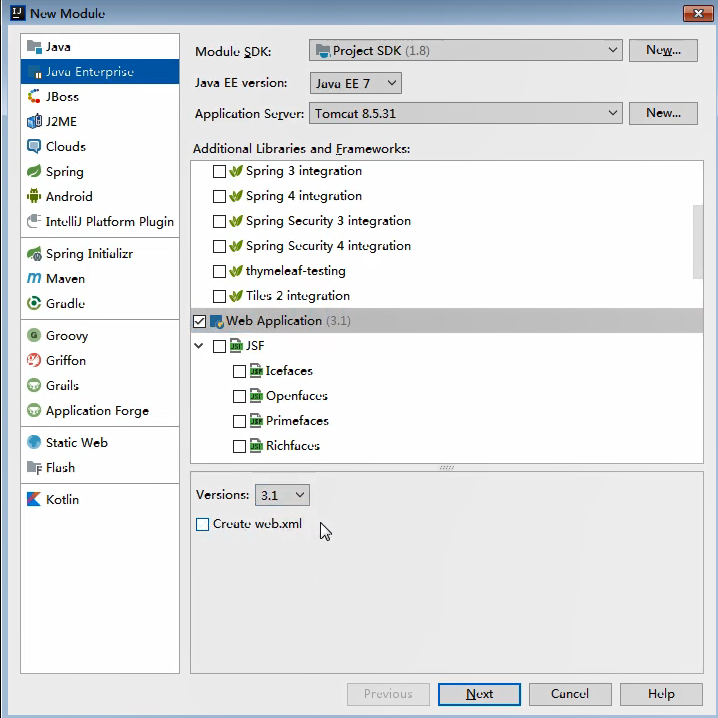 New Module
Java
Java Enterprise
JBoss
J2ME
Clouds
Spring
Android
IntelliJ Platform Plugin
Spring Initializr
Maven
Gradle
Groovy
Griffon
Grails
Application Forge
Static Web
Flash
Kotlin
Module SDK: Project SDK (1.8) New...
Java EE version: Java EE 7
Application Server: Tomcat 8.5.31 New...
Additional Libraries and Frameworks:
Spring 3 integration
Spring 4 integration
Spring Security 3 integration
Spring Security 4 integration
thymeleaf-testing
Tiles 2 integration
Web Application (3.1)
JSF
Icefaces
Openfaces
Primefaces
Richfaces
Versions: 3.1
Create web.xml
Previous Next Cancel Help